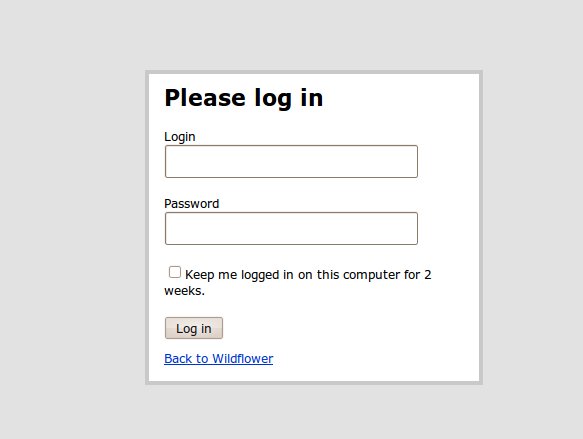 Please log in
Login
Password
Keep me logged in on this computer for 2
weeks.
Log in
Back to Wildflower